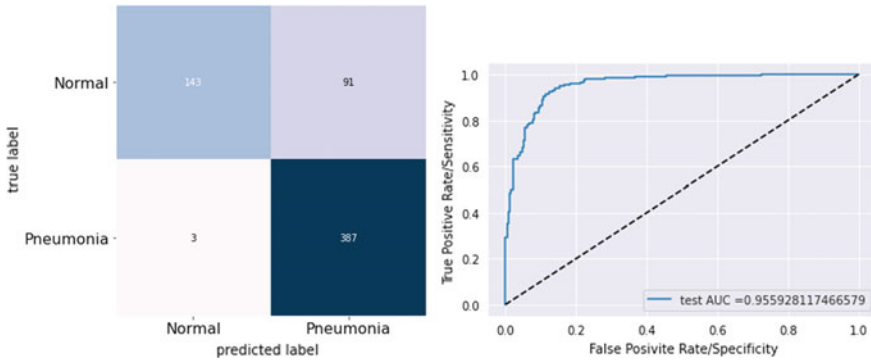 Normal
143
91
true label
Pneumonia
3
387
Normal
Pneumonia
predicted label
True Positive Rate/Sensitivity
1.0
0.8
0.6
0.4
0.2
0.0
test AUC =0.955928117466579
0.0
0.2
0.4
0.6
0.8
1.0
False Posivite Rate/Specificity